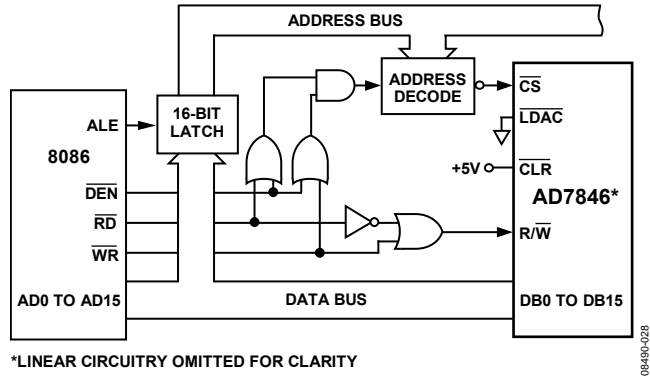 ADDRESS BUS
16-BIT
LATCH
ADDRESS
DECODE
ALE
8086
DEN
RD
WR
AD0 TO AD15
CS
LDAC
+5V
CLR
AD7846*
R/W
DATA BUS
DB0 TO DB15
*LINEAR CIRCUITRY OMITTED FOR CLARITY
08490-028